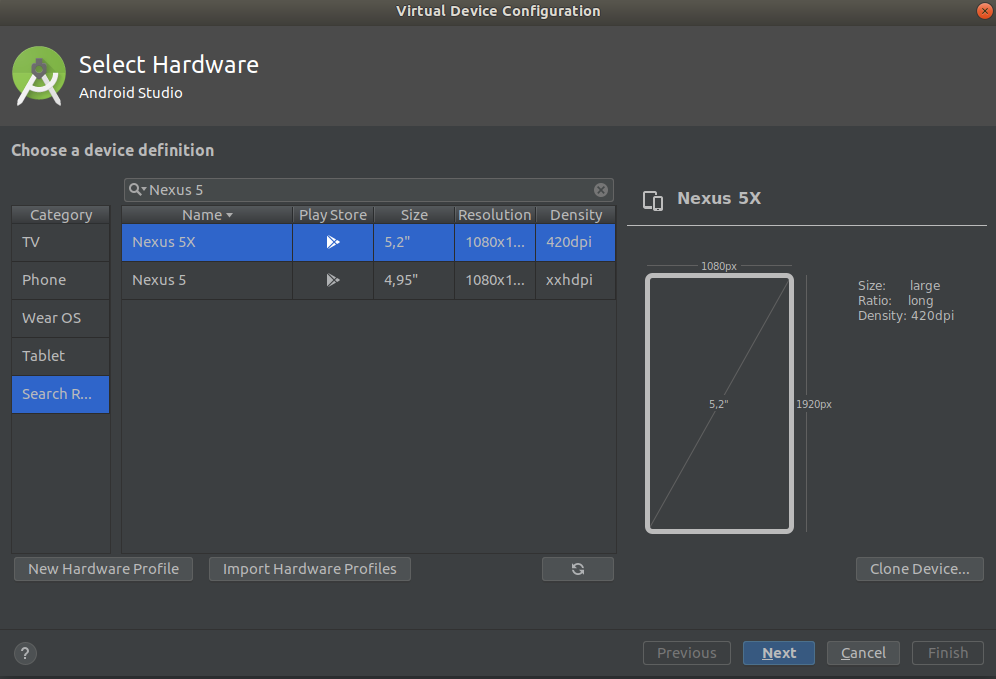 Virtual Device Configuration
Select Hardware
Android Studio
Choose a device definition
Nexus 5
Category
TV
Phone
Wear OS
Tablet
Search R...
Name Play Store Size Resolution Density
Nexus 5X 5,2" 1080x1... 420dpi
Nexus 5 4,95" 1080x1... xxhdpi
Nexus 5X
1080px
5,2"
1920px
Size: large
Ratio: long
Density: 420dpi
New Hardware Profile Import Hardware Profiles Clone Device...
? Previous Next Cancel Finish